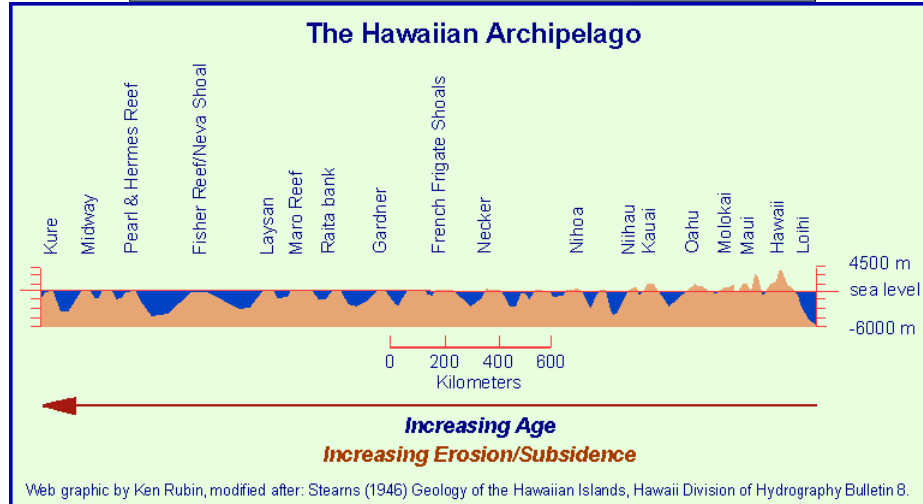 The Hawaiian Archipelago
Kure
Midway
Pearl & Hermes Reef
Fisher Reef/Neva Shoal
Laysan
Maro Reef
Raita bank
Gardner
French Frigate Shoals
Necker
Nihoa
Niihau
Kauai
Oahu
Molokai
Maui
Hawaii
Loihi
4500 m
sea level
-6000 m
0 200 400 600
Kilometers
Increasing Age
Increasing Erosion/Subsidence
Web graphic by Ken Rubin, modified after: Stearns (1946) Geology of the Hawaiian Islands, Hawaii Division of Hydrography Bulletin 8.